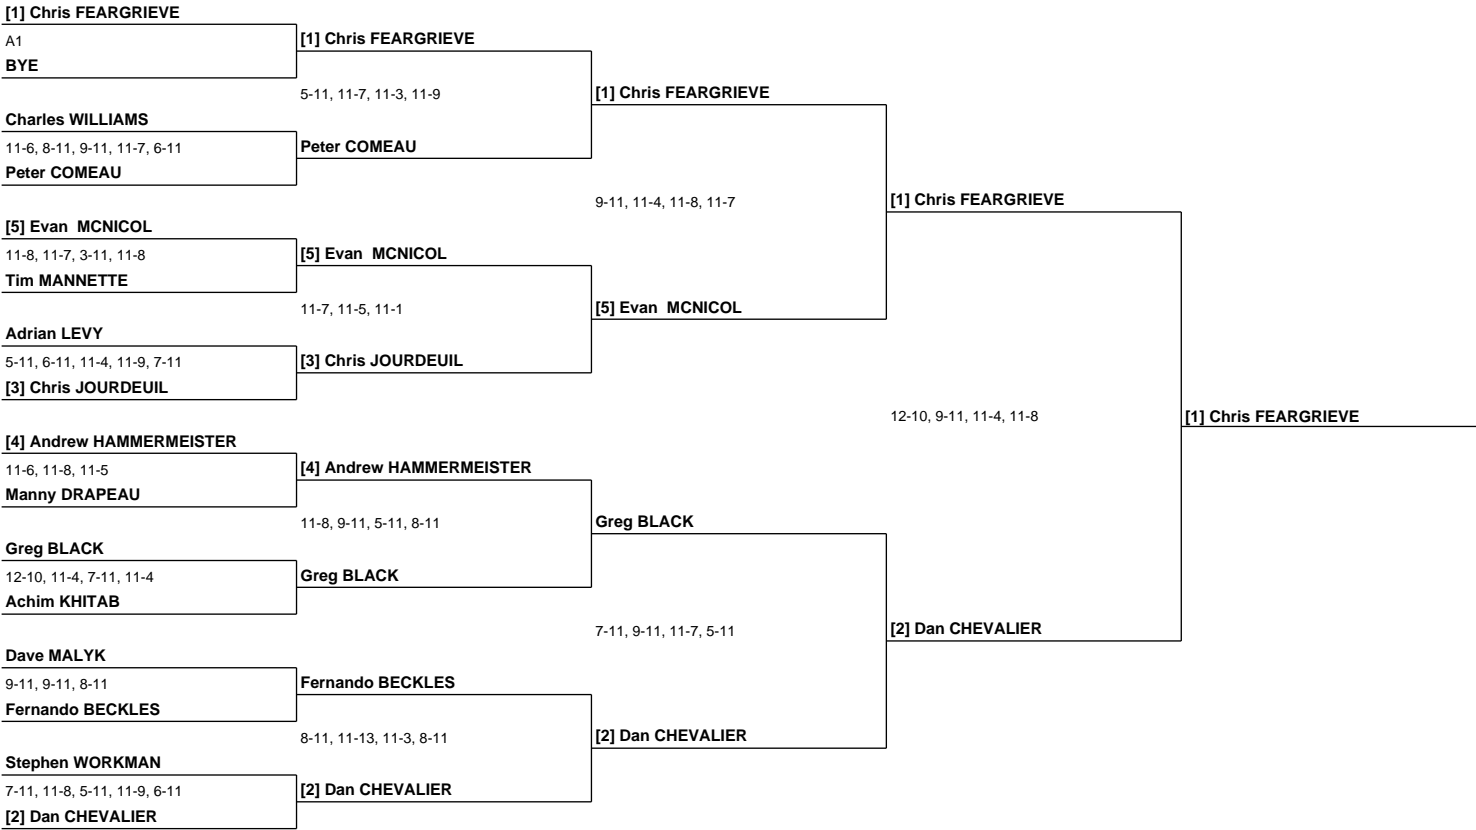 [1] Chris FEARGRIEVE
A1
BYE
Charles WILLIAMS
11-6, 8-11, 9-11, 11-7, 6-11
Peter COMEAU
[5] Evan  MCNICOL
11-8, 11-7, 3-11, 11-8
Tim MANNETTE
Adrian LEVY
5-11, 6-11, 11-4, 11-9, 7-11
[3] Chris JOURDEUIL
[4] Andrew HAMMERMEISTER
11-6, 11-8, 11-5
Manny DRAPEAU
Greg BLACK
12-10, 11-4, 7-11, 11-4
Achim KHITAB
Dave MALYK
9-11, 9-11, 8-11
Fernando BECKLES
Stephen WORKMAN
7-11, 11-8, 5-11, 11-9, 6-11
[2] Dan CHEVALIER
[1] Chris FEARGRIEVE
5-11, 11-7, 11-3, 11-9
Peter COMEAU
[5] Evan  MCNICOL
11-7, 11-5, 11-1
[3] Chris JOURDEUIL
[4] Andrew HAMMERMEISTER
11-8, 9-11, 5-11, 8-11
Greg BLACK
Fernando BECKLES
8-11, 11-13, 11-3, 8-11
[2] Dan CHEVALIER
[1] Chris FEARGRIEVE
9-11, 11-4, 11-8, 11-7
[5] Evan  MCNICOL
Greg BLACK
7-11, 9-11, 11-7, 5-11
[2] Dan CHEVALIER
[1] Chris FEARGRIEVE
12-10, 9-11, 11-4, 11-8
[2] Dan CHEVALIER
[1] Chris FEARGRIEVE